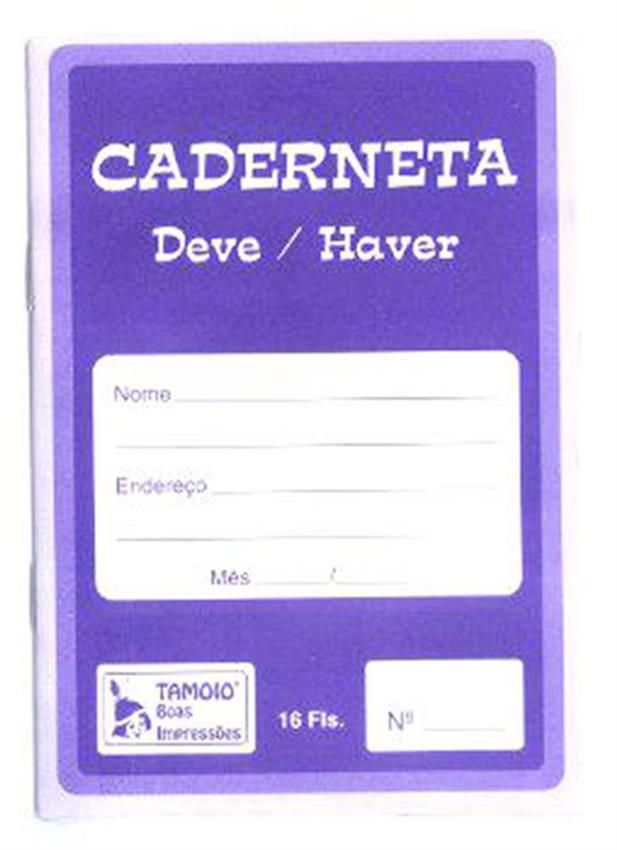 CADERNETA
Deve / Haver
Nome
Endereço
Mês /
TAMOIO
Boas
Impressões
16 Fls.
Nº